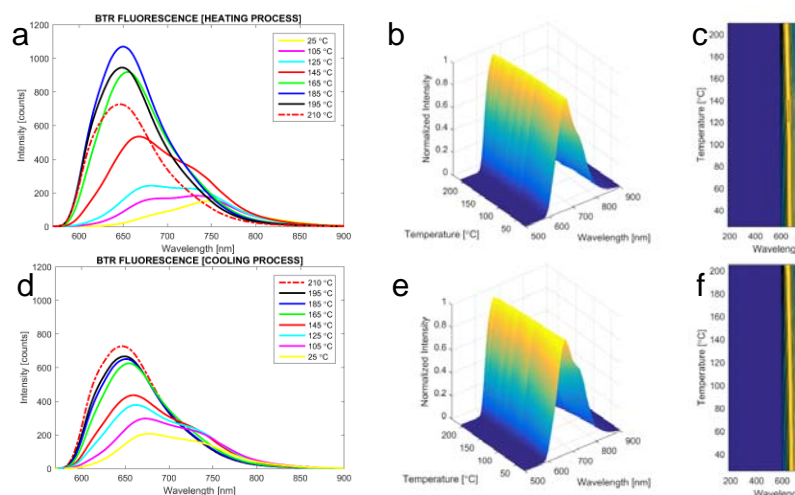 BTR FLUORESCENCE [HEATING PROCESS]
a
b
c
1200
1000
800
600
400
200
0
Intensity [counts]
600
650
700
750
800
850
900
Wavelength [nm]
25 °C
105 °C
125 °C
145 °C
165 °C
185 °C
195 °C
210 °C
1
0.8
0.6
0.4
0.2
0
Normalized Intensity
200
150
100
50
Temperature [°C]
500
600
700
800
900
Wavelength [nm]
200
180
160
140
120
100
80
60
40
Temperature [°C]
200
400
600
BTR FLUORESCENCE [COOLING PROCESS]
d
e
f
1200
1000
800
600
400
200
0
Intensity [counts]
600
650
700
750
800
850
900
Wavelength [nm]
210 °C
195 °C
185 °C
165 °C
145 °C
125 °C
105 °C
25 °C
1
0.8
0.6
0.4
0.2
0
Normalized Intensity
200
150
100
50
Temperature [°C]
500
600
700
800
900
Wavelength [nm]
200
180
160
140
120
100
80
60
40
Temperature [°C]
200
400
600